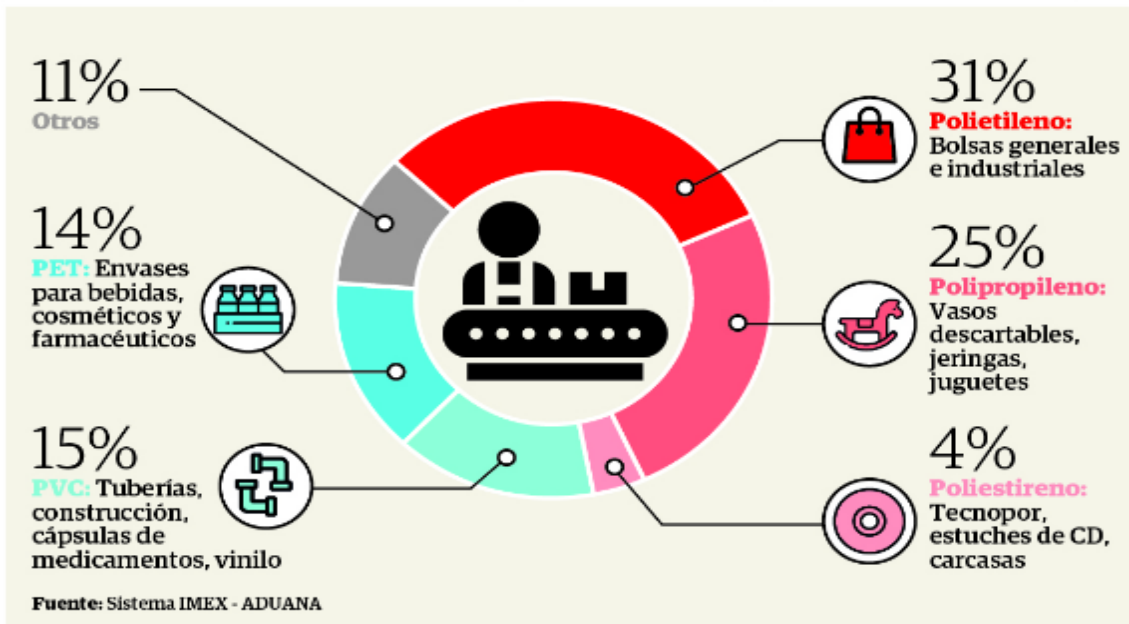 11%
Otros
14%
PET: Envases
para bebidas,
cosméticos y
farmacéuticos
15%
PVC: Tuberías,
construcción,
cápsulas de
medicamentos, vinilo
31%
Polietileno:
Bolsas generales
e industriales
25%
Polipropileno:
Vasos
descartables,
jeringas,
juguetes
4%
Poliestireno:
Tecnopor,
estuches de CD,
carcasas
Fuente: Sistema IMEX - ADUANA